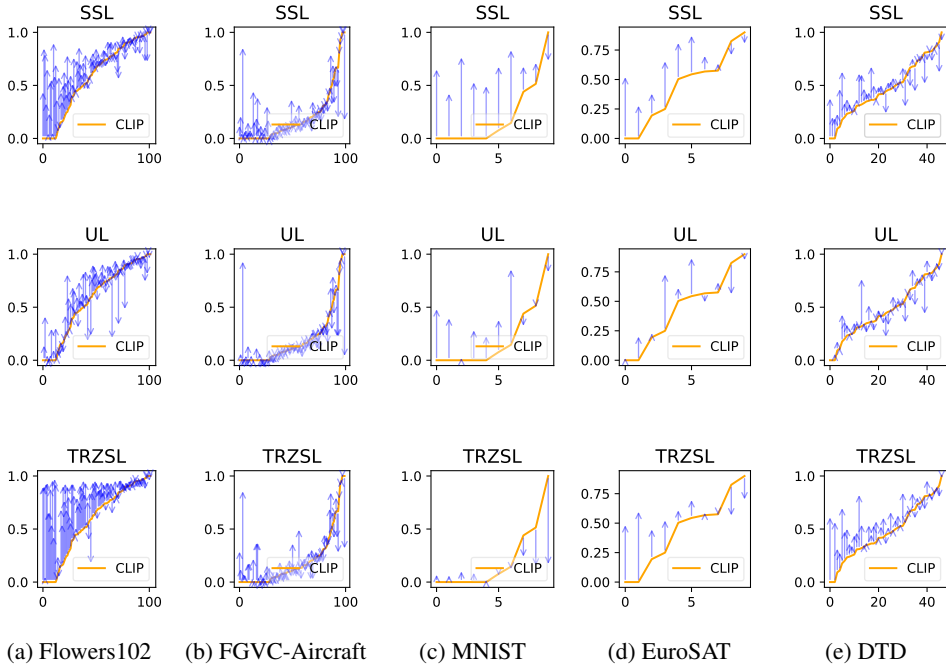 SSL SSL SSL SSL SSL
1.0 1.0 1.0 0.75 1.0
0.5 0.5 0.5 0.50 0.5
0.25
0.0 CLIP 0.0 CLIP 0.0 CLIP 0.00 CLIP 0.0 CLIP
0 100 0 100 5 0 5 0 20 40
UL UL UL UL UL
1.0 1.0 1.0 0.75 1.0
0.5 0.5 0.5 0.50 0.5
0.25
0.0 CLIP 0.0 CLIP 0.0 CLIP 0.00 CLIP 0.0 CLIP
0 100 0 100 0 5 0 5 0 20 40
TRZSL TRZSL TRZSL TRZSL TRZSL
1.0 1.0 1.0 0.75 1.0
0.5 0.5 0.5 0.50 0.5
0.25
0.0 CLIP 0.0 CLIP 0.0 CLIP 0.00 CLIP 0.0 CLIP
0 100 0 100 0 5 0 5 0 20 40
(a) Flowers102 (b) FGVC-Aircraft (c) MNIST (d) EuroSAT (e) DTD